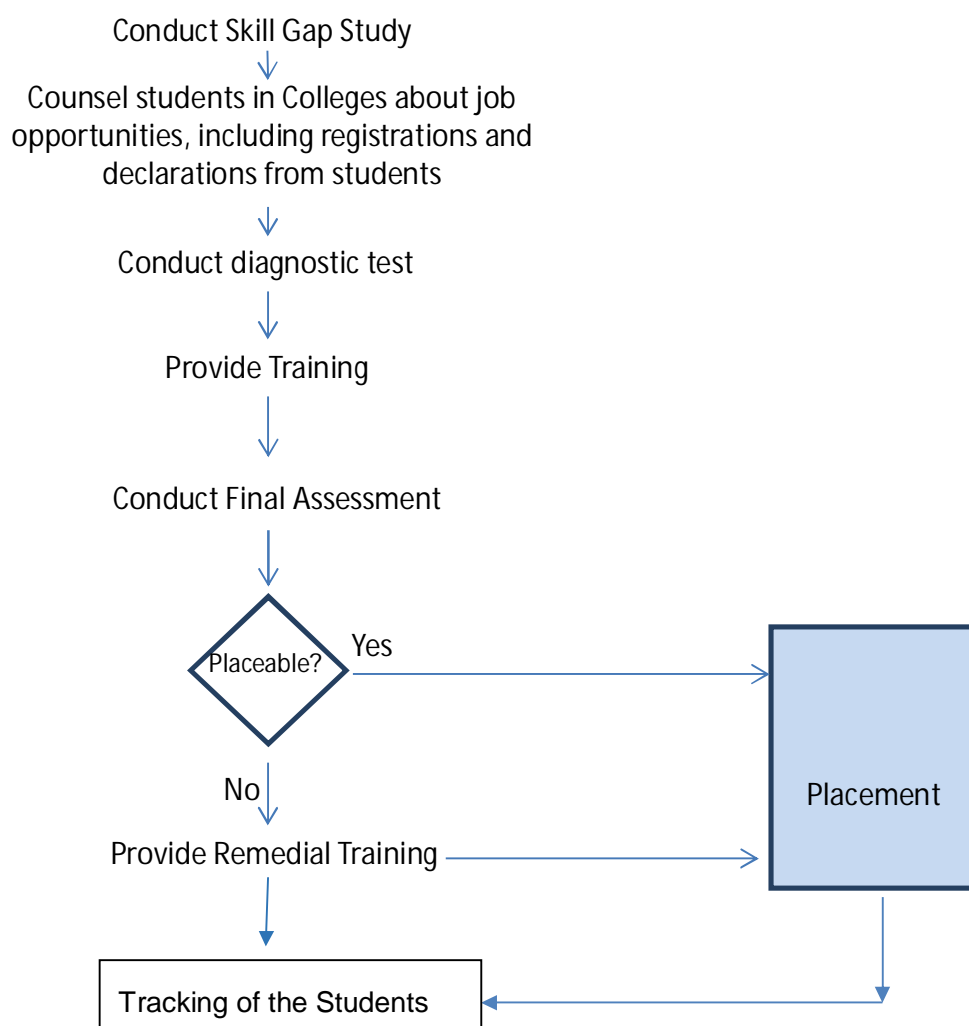 Conduct Skill Gap Study
Counsel students in Colleges about job
opportunities, including registrations and
declarations from students
Conduct diagnostic test
Provide Training
Conduct Final Assessment
Placeable?
Yes
No
Placement
Provide Remedial Training
Tracking of the Students